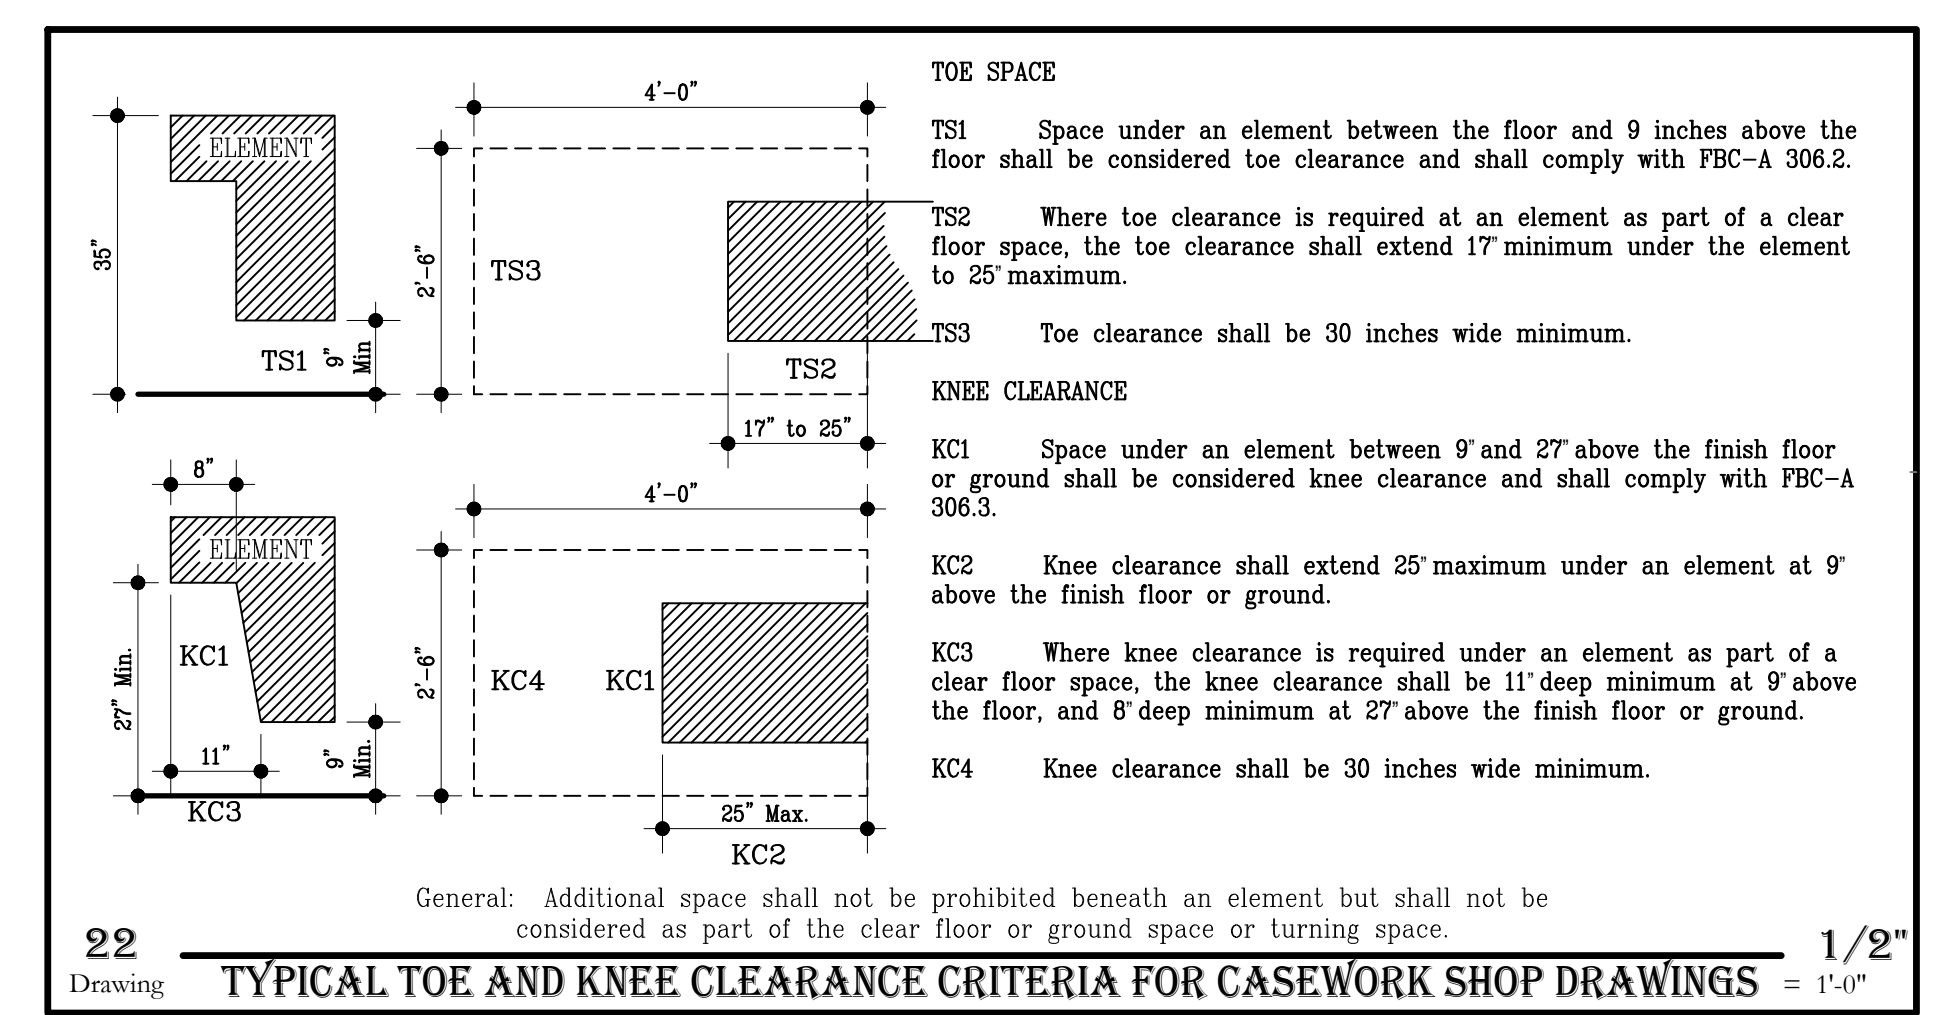 4'-0"
ELEMENT
35"
2'-6"
TS3
TS1
9"
Min
TS2
17" to 25"
8"
4'-0"
ELEMENT
27" Min.
KC1
2'-6"
KC4
KC1
11"
9"
Min.
KC3
25" Max.
KC2
TOE SPACE
TS1 Space under an element between the floor and 9 inches above the
floor shall be considered toe clearance and shall comply with FBC-A 306.2.
TS2 Where toe clearance is required at an element as part of a clear
floor space, the toe clearance shall extend 17" minimum under the element
to 25" maximum.
TS3 Toe clearance shall be 30 inches wide minimum.
KNEE CLEARANCE
KC1 Space under an element between 9" and 27" above the finish floor
or ground shall be considered knee clearance and shall comply with FBC-A
306.3.
KC2 Knee clearance shall extend 25" maximum under an element at 9"
above the finish floor or ground.
KC3 Where knee clearance is required under an element as part of a
clear floor space, the knee clearance shall be 11" deep minimum at 9" above
the floor, and 8" deep minimum at 27" above the finish floor or ground.
KC4 Knee clearance shall be 30 inches wide minimum.
General: Additional space shall not be prohibited beneath an element but shall not be
considered as part of the clear floor or ground space or turning space.
22
Drawing
TYPICAL TOE AND KNEE CLEARANCE CRITERIA FOR CASEWORK SHOP DRAWINGS
1/2"
= 1'-0"